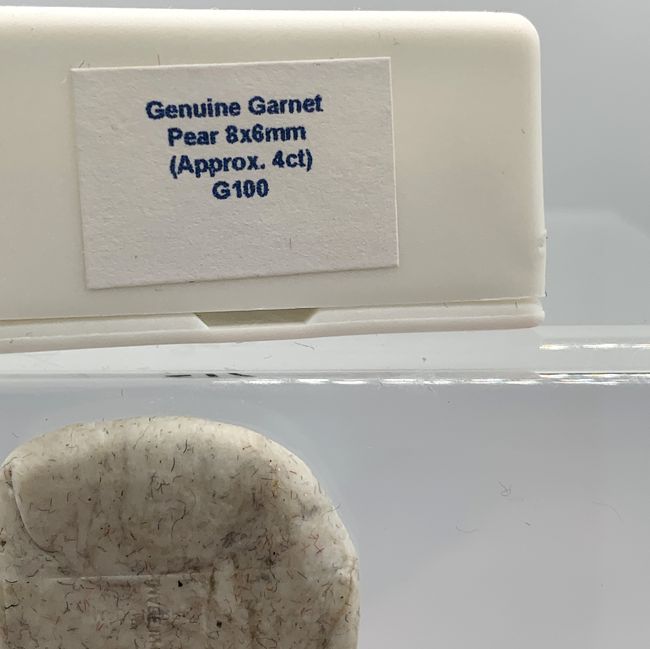 Genuine Garnet
Pear 8x6mm
(Approx. 4ct)
G100